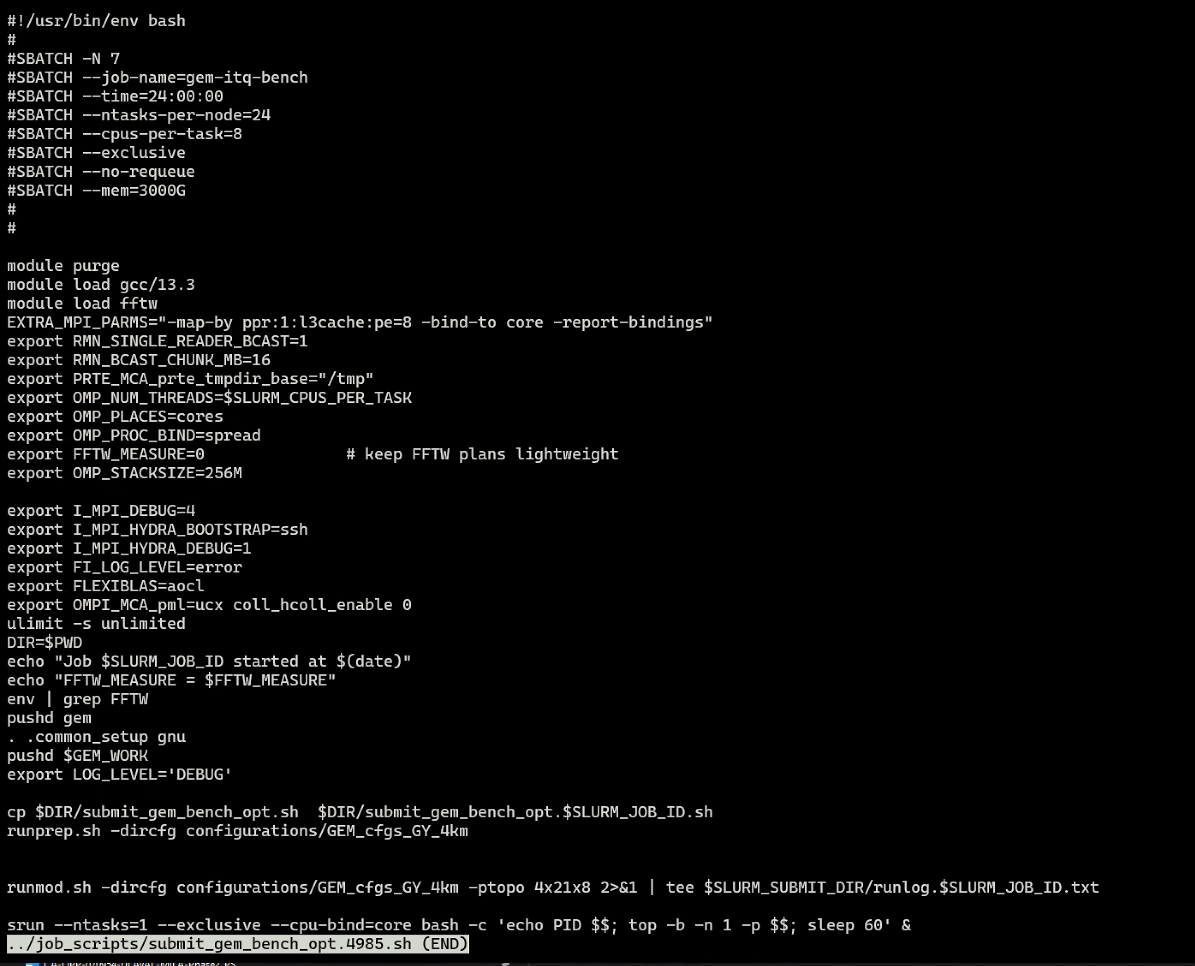 #!/usr/bin/env bash
#
#SBATCH -N 7
#SBATCH --job-name=gem-itq-bench
#SBATCH --time=24:00:00
#SBATCH --ntasks-per-node=24
#SBATCH --cpus-per-task=8
#SBATCH --exclusive
#SBATCH --no-requeue
#SBATCH --mem=3000G
#
#
module purge
module load gcc/13.3
module load fftw
EXTRA_MPI_PARMS="-map-by ppr:1:l3cache:pe=8 -bind-to core -report-bindings"
export RMN_SINGLE_READER_BCAST=1
export RMN_BCAST_CHUNK_MB=16
export PRTE_MCA_prte_tmpdir_base="/tmp"
export OMP_NUM_THREADS=$SLURM_CPUS_PER_TASK
export OMP_PLACES=cores
export OMP_PROC_BIND=spread
export FFTW_MEASURE=0               # keep FFTW plans lightweight
export OMP_STACKSIZE=256M
export I_MPI_DEBUG=4
export I_MPI_HYDRA_BOOTSTRAP=ssh
export I_MPI_HYDRA_DEBUG=1
export FI_LOG_LEVEL=error
export FLEXIBLAS=aocl
export OMPI_MCA_pml=ucx coll_hcoll_enable 0
ulimit -s unlimited
DIR=$PWD
echo "Job $SLURM_JOB_ID started at $(date)"
echo "FFTW_MEASURE = $FFTW_MEASURE"
env | grep FFTW
pushd gem
. .common_setup gnu
pushd $GEM_WORK
export LOG_LEVEL='DEBUG'
cp $DIR/submit_gem_bench_opt.sh  $DIR/submit_gem_bench_opt.$SLURM_JOB_ID.sh
runprep.sh -dircfg configurations/GEM_cfgs_GY_4km
runmod.sh -dircfg configurations/GEM_cfgs_GY_4km -ptopo 4x21x8 2>&1 | tee $SLURM_SUBMIT_DIR/runlog.$SLURM_JOB_ID.txt
srun --ntasks=1 --exclusive --cpu-bind=core bash -c 'echo PID $$; top -b -n 1 -p $$; sleep 60' &
../job_scripts/submit_gem_bench_opt.4985.sh (END)